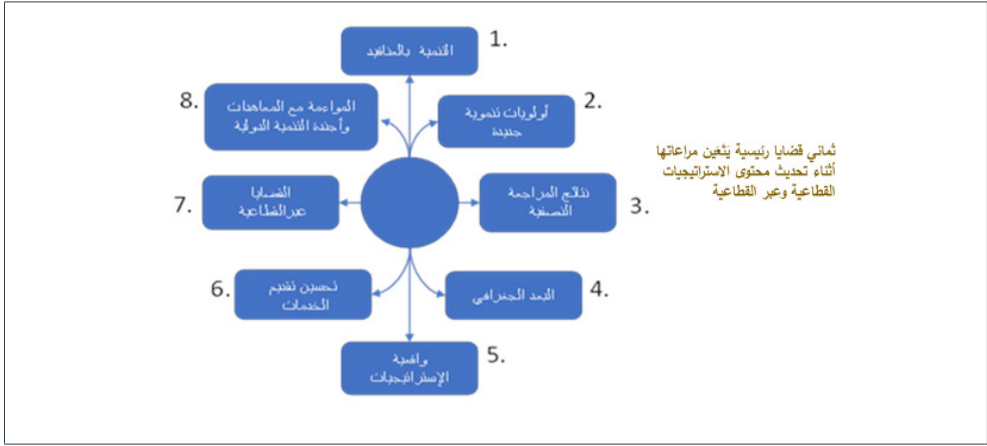 1.
التنمية بالعناقيد
2.
أولويات تنموية
جديدة
3.
نتائج المراجعة
النصفية
4.
البعد الجغرافي
5.
واقعية
الإستراتيجيات
6.
تحسين تقديم
الخدمات
7.
القضايا
عبرالقطاعية
8.
المواءمة مع المعاهدات
وأجندة التنمية الدولية
ثماني قضايا رئيسية يَتَعَين مراعاتها
أثناء تحديث محتوى الاستراتيجيات
القطاعية وعبر القطاعية